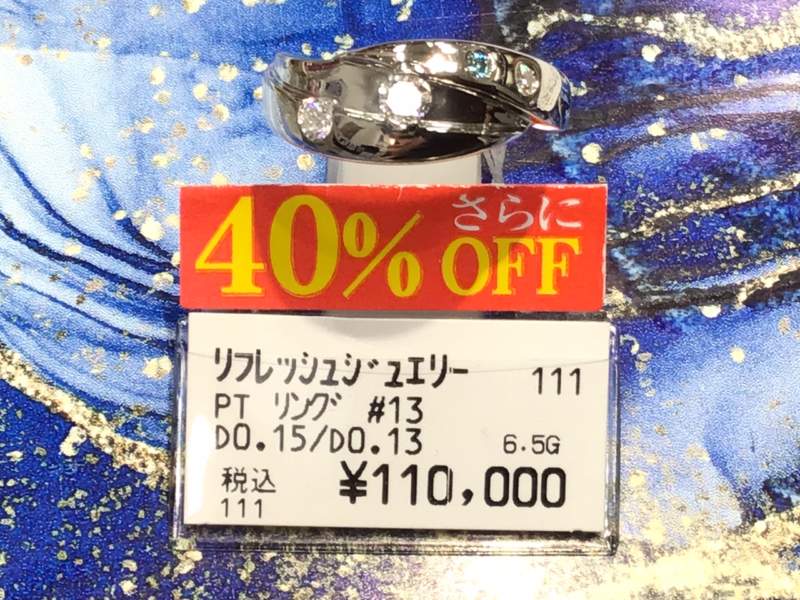 さらに
40% OFF
リフレッシュジュエリー 111
PT リング #13
D0.15/D0.13 6.5G
税込 ¥110,000
111